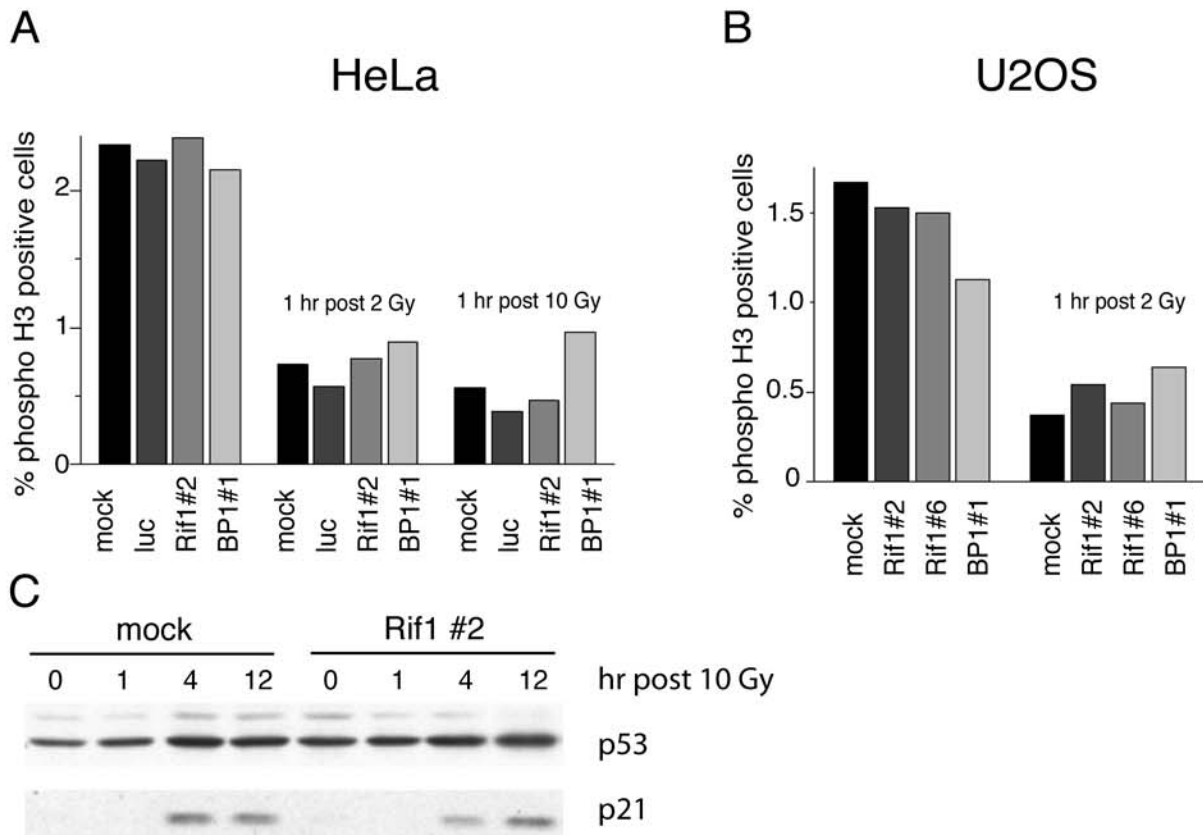 A
HeLa
% phospho H3 positive cells
2
1
0
1 hr post 2 Gy
1 hr post 10 Gy
mock
luc
Rif1#2
BP1#1
mock
luc
Rif1#2
BP1#1
mock
luc
Rif1#2
BP1#1
B
U2OS
% phospho H3 positive cells
1.5
1.0
0.5
0
1 hr post 2 Gy
mock
Rif1#2
Rif1#6
BP1#1
mock
Rif1#2
Rif1#6
BP1#1
C
mock Rif1 #2
0 1 4 12 0 1 4 12 hr post 10 Gy
p53
p21